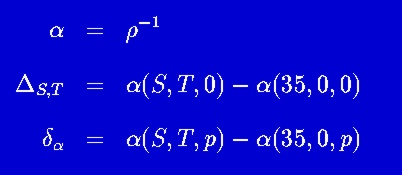 α = ρ⁻¹
Δ_{S,T} = α(S, T, 0) − α(35, 0, 0)
δ_α = α(S, T, p) − α(35, 0, p)